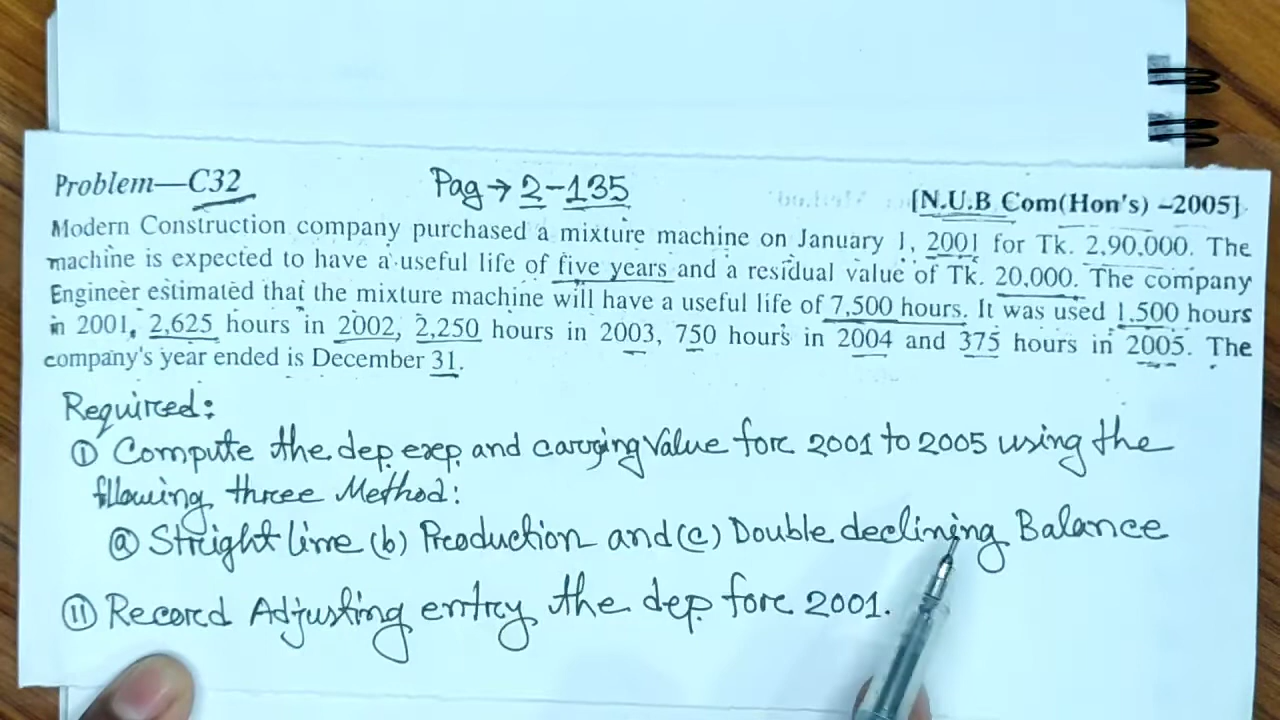 Problem—C32 Pag → 2-135 [N.U.B Com(Hon's) –2005]
Modern Construction company purchased a mixture machine on January 1, 2001 for Tk. 2,90,000. The
machine is expected to have a useful life of five years and a residual value of Tk. 20,000. The company
Engineer estimated that the mixture machine will have a useful life of 7,500 hours. It was used 1,500 hours
in 2001, 2,625 hours in 2002, 2,250 hours in 2003, 750 hours in 2004 and 375 hours in 2005. The
company's year ended is December 31.
Required:
① Compute the dep. exep. and carrying value fore 2001 to 2005 using the
fllowing three Method:
ⓐ Streight line (b) Production and (c) Double declining Balance
⑪ Record Adjusting entry the dep. fore 2001.